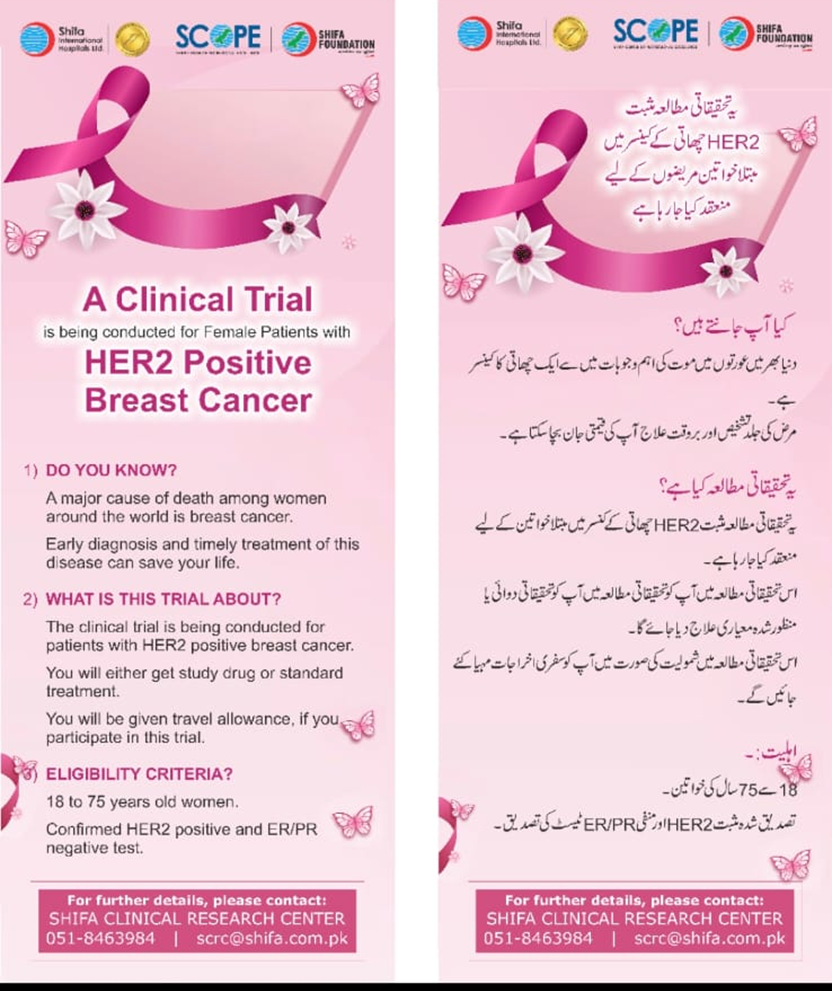 Shifa
International
Hospitals Ltd.
SCOPE
SHIFA
FOUNDATION
A Clinical Trial
is being conducted for Female Patients with
HER2 Positive
Breast Cancer
1) DO YOU KNOW?
A major cause of death among women
around the world is breast cancer.
Early diagnosis and timely treatment of this
disease can save your life.
2) WHAT IS THIS TRIAL ABOUT?
The clinical trial is being conducted for
patients with HER2 positive breast cancer.
You will either get study drug or standard
treatment.
You will be given travel allowance, if you
participate in this trial.
3) ELIGIBILITY CRITERIA?
18 to 75 years old women.
Confirmed HER2 positive and ER/PR
negative test.
For further details, please contact:
SHIFA CLINICAL RESEARCH CENTER
051-8463984 | scrc@shifa.com.pk
Shifa
International
Hospitals Ltd.
SCOPE
SHIFA
FOUNDATION
یہ تحقیقاتی مطالعہ مثبت
HER2 چھاتی کے کینسر میں
مبتلا خواتین مریضوں کے لیے
منعقد کیا جا رہا ہے
کیا آپ جانتے ہیں؟
دنیا بھر میں عورتوں میں موت کی اہم وجوہات میں سے ایک چھاتی کا کینسر
ہے۔
مرض کی جلد تشخیص اور بروقت علاج آپ کی قیمتی جان بچا سکتا ہے۔
یہ تحقیقاتی مطالعہ کیا ہے؟
یہ تحقیقاتی مطالعہ مثبت HER2 چھاتی کے کنسر میں مبتلا خواتین کے لیے
منعقد کیا جا رہا ہے۔
اس تحقیقاتی مطالعہ میں آپ کو تحقیقاتی مطالعہ میں آپ کو تحقیقاتی دوائی یا
منظور شدہ معیاری علاج دیا جائے گا۔
اس تحقیقاتی مطالعہ میں شمولیت کی صورت میں آپ کو سفری اخراجات مہیا کئے
جائیں گے۔
اہلیت:۔
18 سے 75 سال کی خواتین۔
تصدیق شدہ مثبت HER2 اور منفی ER/PR ٹیسٹ کی تصدیق۔
For further details, please contact:
SHIFA CLINICAL RESEARCH CENTER
051-8463984 | scrc@shifa.com.pk